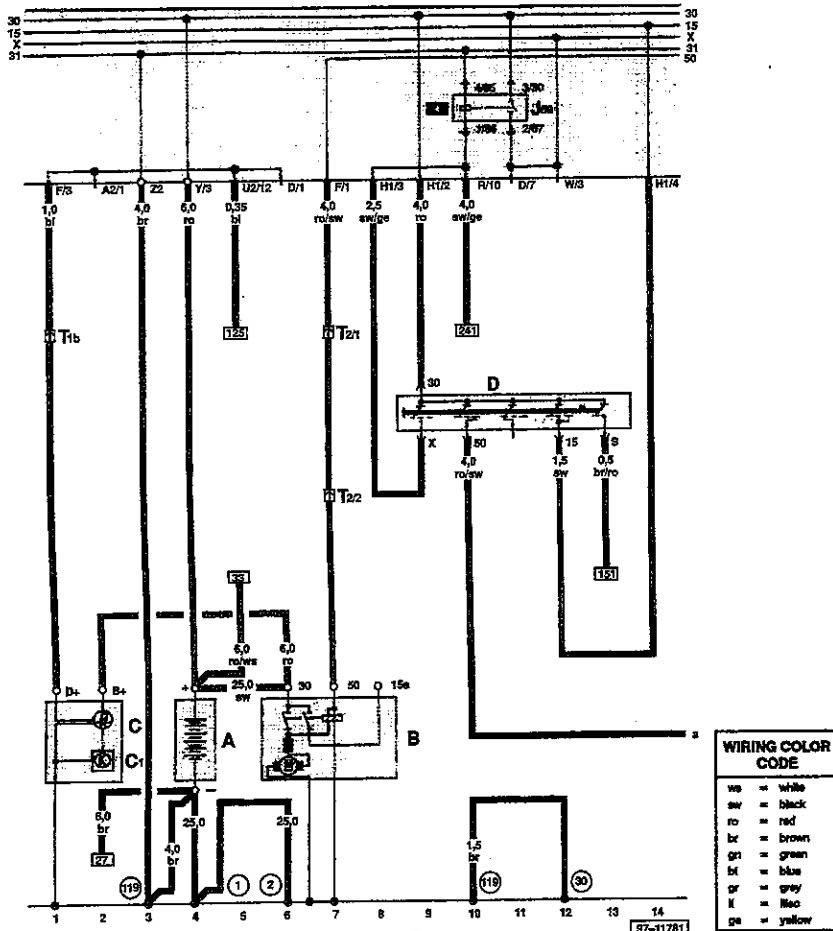 30
15
X
31
30
15
X
31
50
4/85
3/30
4
3/86
2/87
F/3
A2/1
Z2
Y/3
U2/12
D/1
F/1
H1/3
H1/2
R/10
D/7
W/3
H1/4
1,0
bl
4,0
br
6,0
ro
0,35
bl
4,0
ro/sw
2,5
sw/ge
4,0
ro
4,0
sw/ge
T1b
125
T2/1
241
30
D
X
50
15
S
4,0
ro/sw
1,5
sw
0,5
br/ro
T2/2
33
151
6,0
ro/ws
6,0
ro
25,0
sw
D+
B+
+
30
50
15a
C
C1
A
B
a
6,0
br
27
4,0
br
25,0
25,0
1,5
br
119
1
2
119
30
1 2 3 4 5 6 7 8 9 10 11 12 13 14
97-11781
WIRING COLOR
CODE
ws = white
sw = black
ro = red
br = brown
gn = green
bl = blue
gr = grey
li = lilac
ge = yellow